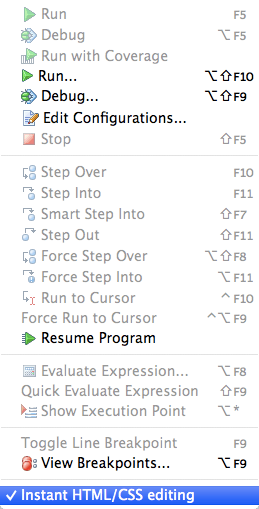 Run F5
Debug ⌥F5
Run with Coverage
Run... ⌥⇧F10
Debug... ⌥⇧F9
Edit Configurations...
Stop ⇧F5
Step Over F10
Step Into F11
Smart Step Into ⇧F7
Step Out ⇧F11
Force Step Over ⌥⇧F8
Force Step Into ⌥F11
Run to Cursor ^F10
Force Run to Cursor ^⌥F9
Resume Program
Evaluate Expression... ⌥F8
Quick Evaluate Expression ⇧F9
Show Execution Point ⌥*
Toggle Line Breakpoint F9
View Breakpoints... ⌥F9
✓ Instant HTML/CSS editing